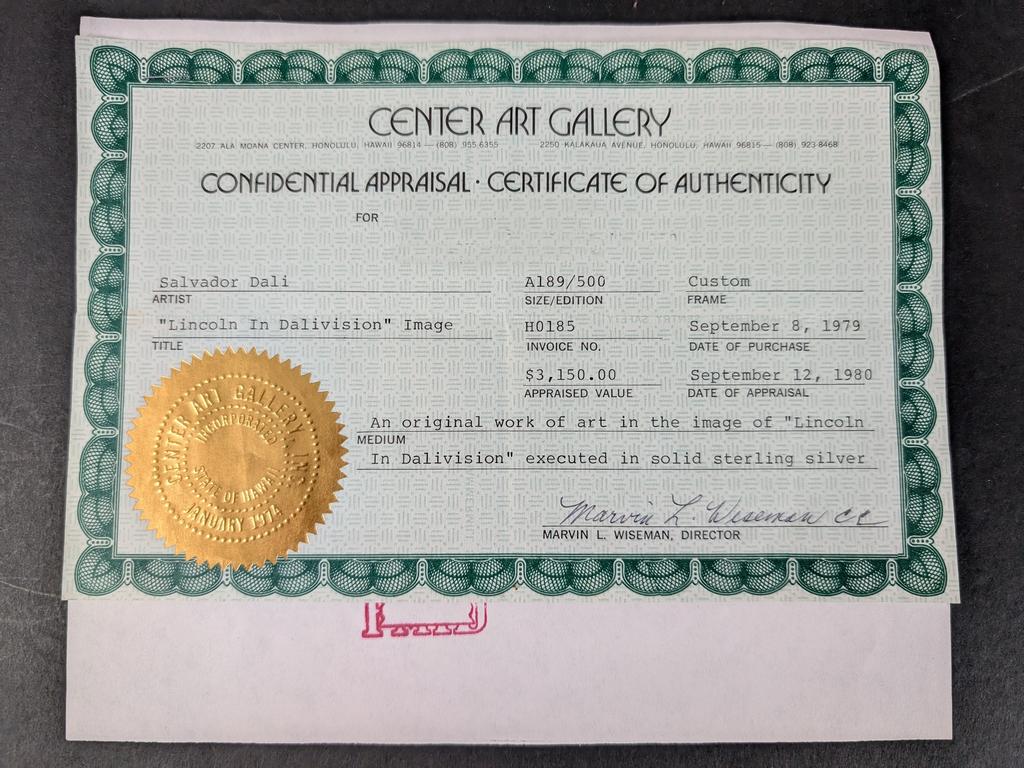 CENTER ART GALLERY
2207 ALA MOANA CENTER, HONOLULU, HAWAII 96814 — (808) 955-6355 2250 KALAKAUA AVENUE, HONOLULU, HAWAII 96815 — (808) 923-8468
CONFIDENTIAL APPRAISAL · CERTIFICATE OF AUTHENTICITY
FOR
Salvador Dali A189/500 Custom
ARTIST SIZE/EDITION FRAME
"Lincoln In Dalivision" Image H0185 September 8, 1979
TITLE INVOICE NO. DATE OF PURCHASE
$3,150.00 September 12, 1980
APPRAISED VALUE DATE OF APPRAISAL
An original work of art in the image of "Lincoln
MEDIUM
In Dalivision" executed in solid sterling silver
Marvin L. Wiseman cc
MARVIN L. WISEMAN, DIRECTOR
CENTER ART GALLERY, INC
INCORPORATED
STATE OF HAWAII
JANUARY 1974